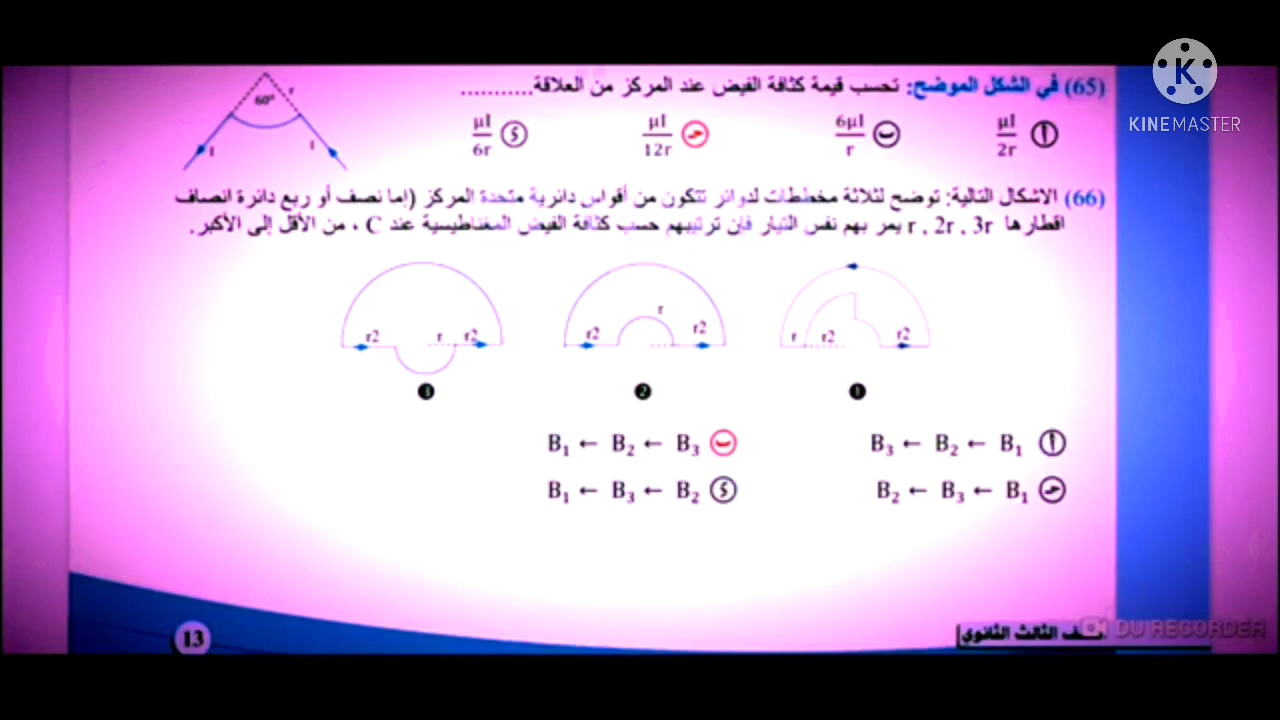 KINEMASTER
(65) في الشكل الموضح: تحسب قيمة كثافة الفيض عند المركز من العلاقة...........
أ μI/2r ب 6μI/r ج μI/12r د μI/6r
60° r
I I
(66) الاشكال التالية: توضح لثلاثة مخططات لدوائر تتكون من أقواس دائرية متحدة المركز (إما نصف أو ربع دائرة انصاف
اقطارها r , 2r , 3r يمر بهم نفس التيار فإن ترتيبهم حسب كثافة الفيض المغناطيسية عند C ، من الأقل إلى الأكبر.
r r2 r2
r2 r r2
r2 r r2
1 2 3
أ B₃ ← B₂ ← B₁ ب B₁ ← B₂ ← B₃
ج B₂ ← B₃ ← B₁ د B₁ ← B₃ ← B₂
الثالث الثانوي
DU RECORDER
13